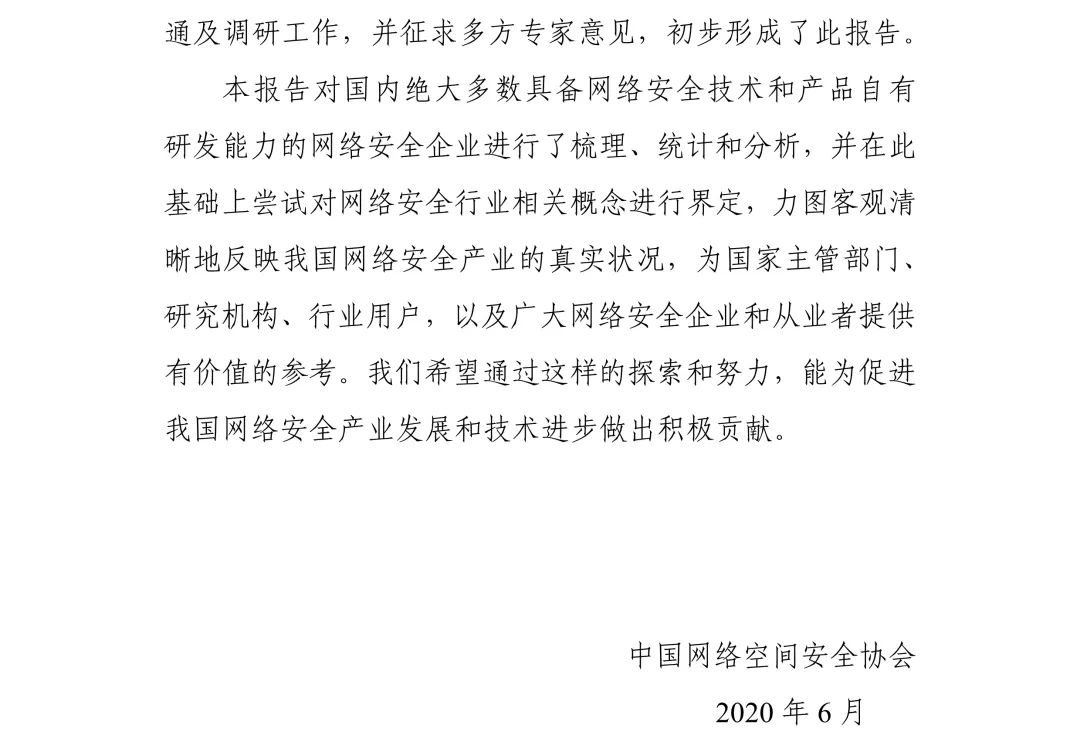 通及调研工作，并征求多方专家意见，初步形成了此报告。
本报告对国内绝大多数具备网络安全技术和产品自有
研发能力的网络安全企业进行了梳理、统计和分析，并在此
基础上尝试对网络安全行业相关概念进行界定，力图客观清
晰地反映我国网络安全产业的真实状况，为国家主管部门、
研究机构、行业用户，以及广大网络安全企业和从业者提供
有价值的参考。我们希望通过这样的探索和努力，能为促进
我国网络安全产业发展和技术进步做出积极贡献。
中国网络空间安全协会
2020 年 6 月